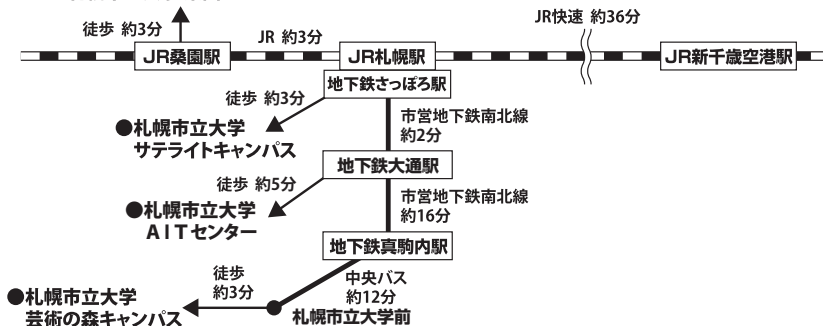 徒歩 約3分
JR 約3分
JR快速 約36分
JR桑園駅
JR札幌駅
JR新千歳空港駅
地下鉄さっぽろ駅
徒歩 約3分
●札幌市立大学
サテライトキャンパス
市営地下鉄南北線
約2分
地下鉄大通駅
徒歩 約5分
●札幌市立大学
AITセンター
市営地下鉄南北線
約16分
地下鉄真駒内駅
徒歩
約3分
中央バス
約12分
●札幌市立大学
芸術の森キャンパス
札幌市立大学前